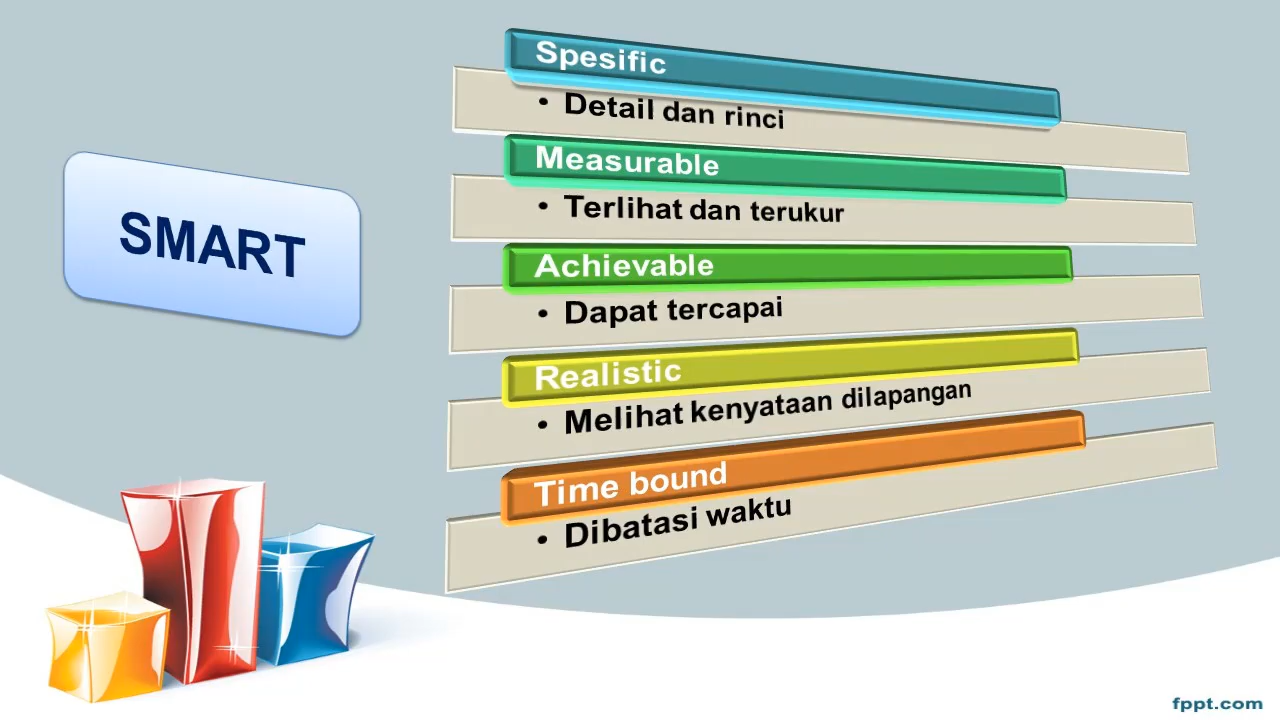 SMART
Spesific
• Detail dan rinci
Measurable
• Terlihat dan terukur
Achievable
• Dapat tercapai
Realistic
• Melihat kenyataan dilapangan
Time bound
• Dibatasi waktu
fppt.com